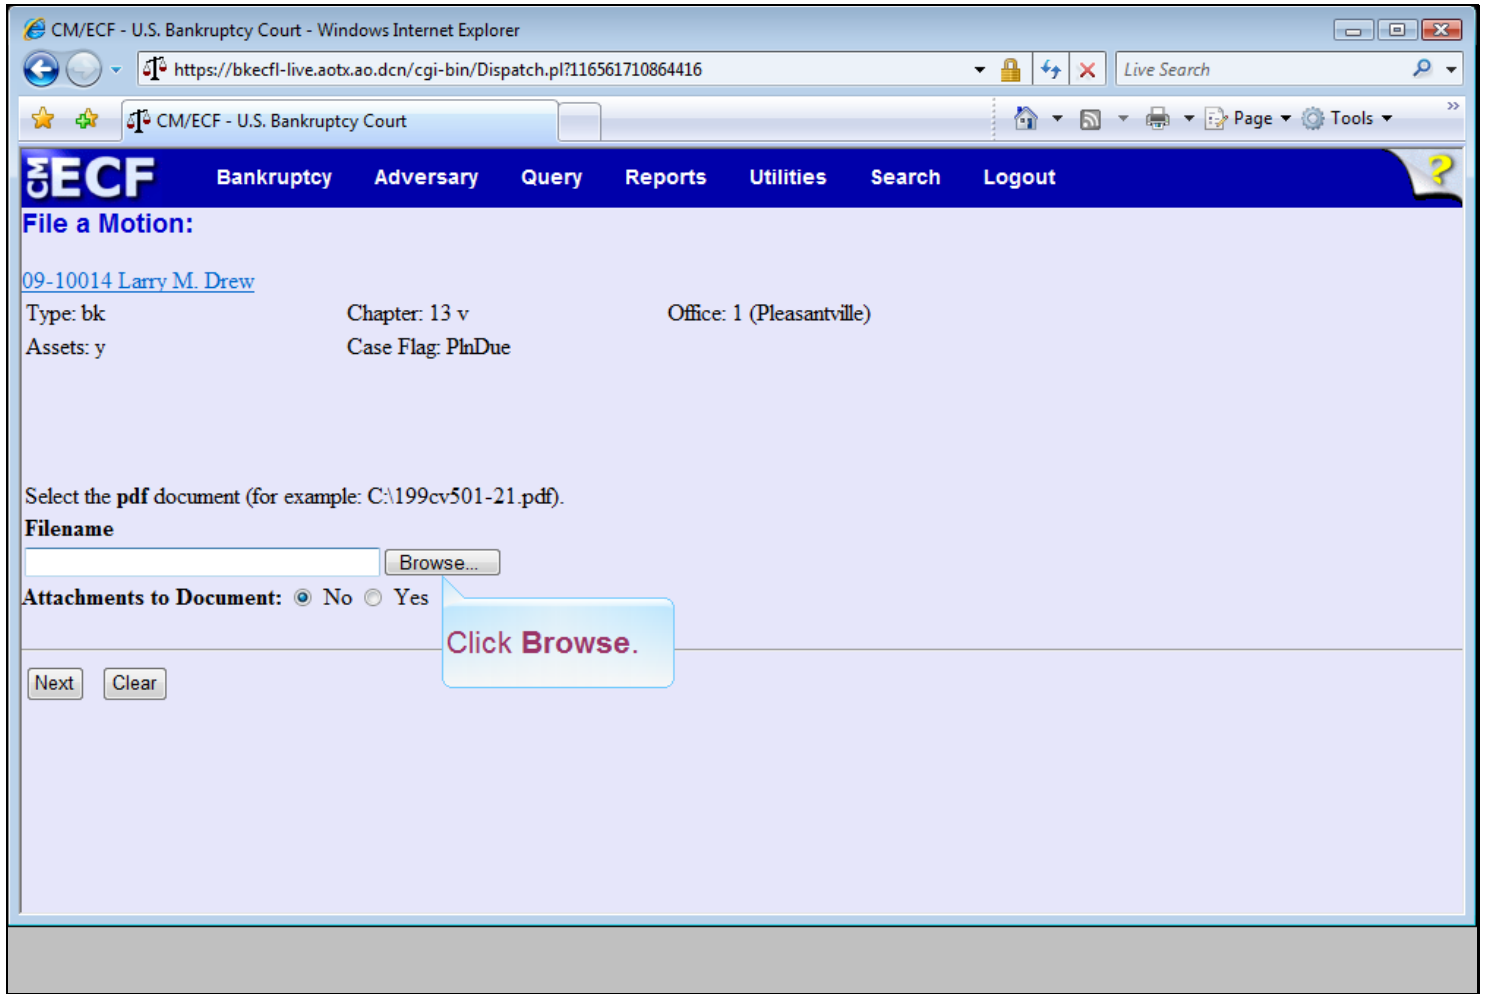 CM/ECF - U.S. Bankruptcy Court - Windows Internet Explorer
https://bkecfl-live.aotx.ao.dcn/cgi-bin/Dispatch.pl?116561710864416
Live Search
CM/ECF - U.S. Bankruptcy Court
Page
Tools
CM ECF Bankruptcy Adversary Query Reports Utilities Search Logout ?
File a Motion:
09-10014 Larry M. Drew
Type: bk Chapter: 13 v Office: 1 (Pleasantville)
Assets: y Case Flag: PlnDue
Select the pdf document (for example: C:\199cv501-21.pdf).
Filename
Browse...
Attachments to Document: No Yes
Click Browse.
Next Clear